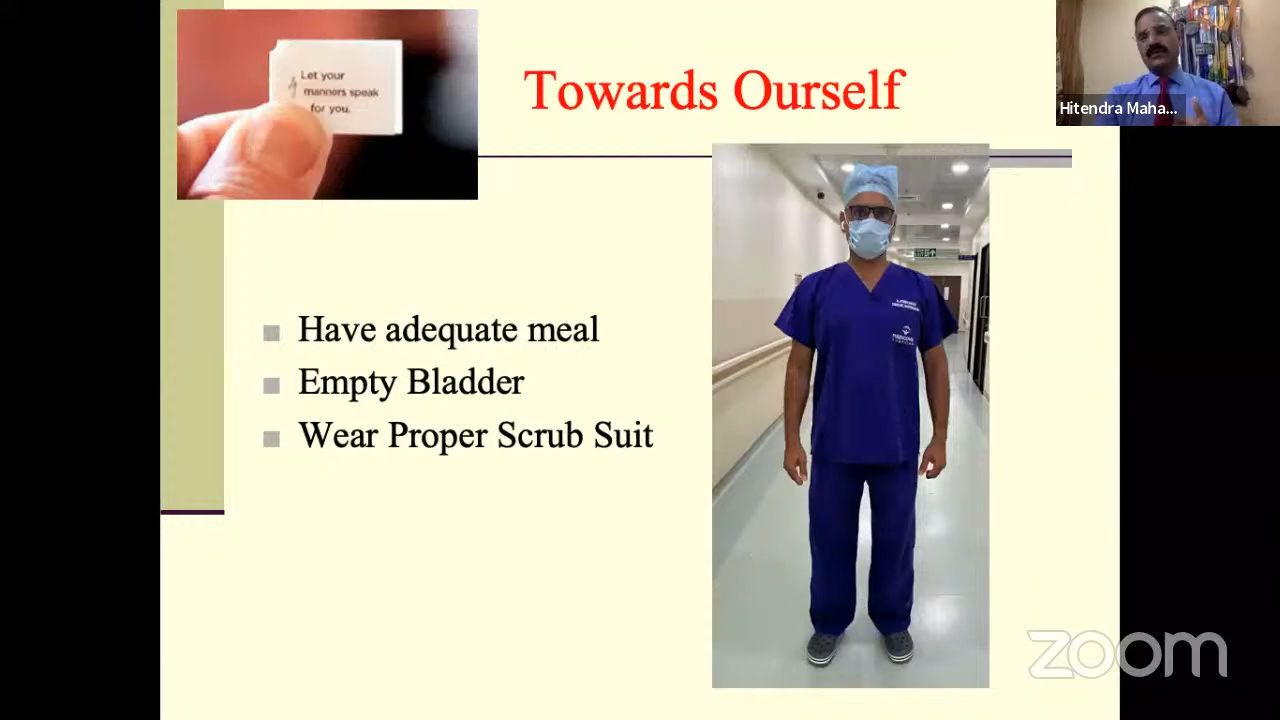 Let your
manners speak
for you.
Towards Ourself
Hitendra Maha...
Have adequate meal
Empty Bladder
Wear Proper Scrub Suit
zoom